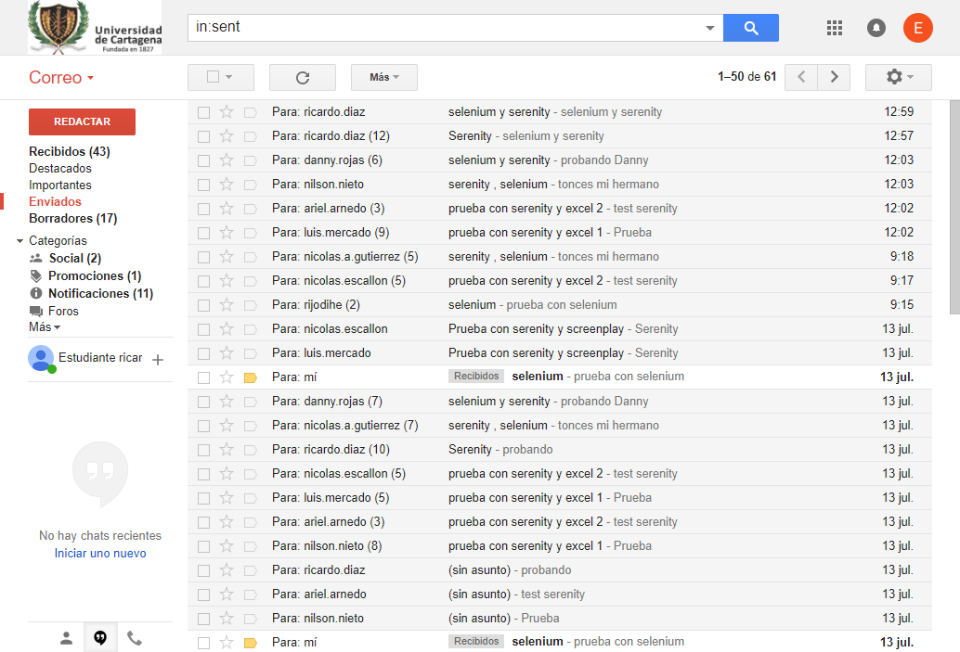 Universidad
de Cartagena
Fundada en 1827
in:sent
E
Correo
Más
1–50 de 61
REDACTAR
Recibidos (43)
Destacados
Importantes
Enviados
Borradores (17)
Categorías
Social (2)
Promociones (1)
Notificaciones (11)
Foros
Más
Estudiante ricar
No hay chats recientes
Iniciar uno nuevo
Para: ricardo.diaz selenium y serenity - selenium y serenity 12:59
Para: ricardo.diaz (12) Serenity - selenium y serenity 12:57
Para: danny.rojas (6) selenium y serenity - probando Danny 12:03
Para: nilson.nieto serenity , selenium - tonces mi hermano 12:03
Para: ariel.arnedo (3) prueba con serenity y excel 2 - test serenity 12:02
Para: luis.mercado (9) prueba con serenity y excel 1 - Prueba 12:02
Para: nicolas.a.gutierrez (5) serenity , selenium - tonces mi hermano 9:18
Para: nicolas.escallon (5) prueba con serenity y excel 2 - test serenity 9:17
Para: rijodihe (2) selenium - prueba con selenium 9:15
Para: nicolas.escallon Prueba con serenity y screenplay - Serenity 13 jul.
Para: luis.mercado Prueba con serenity y screenplay - Serenity 13 jul.
Para: mí Recibidos selenium - prueba con selenium 13 jul.
Para: danny.rojas (7) selenium y serenity - probando Danny 13 jul.
Para: nicolas.a.gutierrez (7) serenity , selenium - tonces mi hermano 13 jul.
Para: ricardo.diaz (10) Serenity - probando 13 jul.
Para: nicolas.escallon (5) prueba con serenity y excel 2 - test serenity 13 jul.
Para: luis.mercado (5) prueba con serenity y excel 1 - Prueba 13 jul.
Para: ariel.arnedo (3) prueba con serenity y excel 2 - test serenity 13 jul.
Para: nilson.nieto (8) prueba con serenity y excel 1 - Prueba 13 jul.
Para: ricardo.diaz (sin asunto) - probando 13 jul.
Para: ariel.arnedo (sin asunto) - test serenity 13 jul.
Para: nilson.nieto (sin asunto) - Prueba 13 jul.
Para: mí Recibidos selenium - prueba con selenium 13 jul.